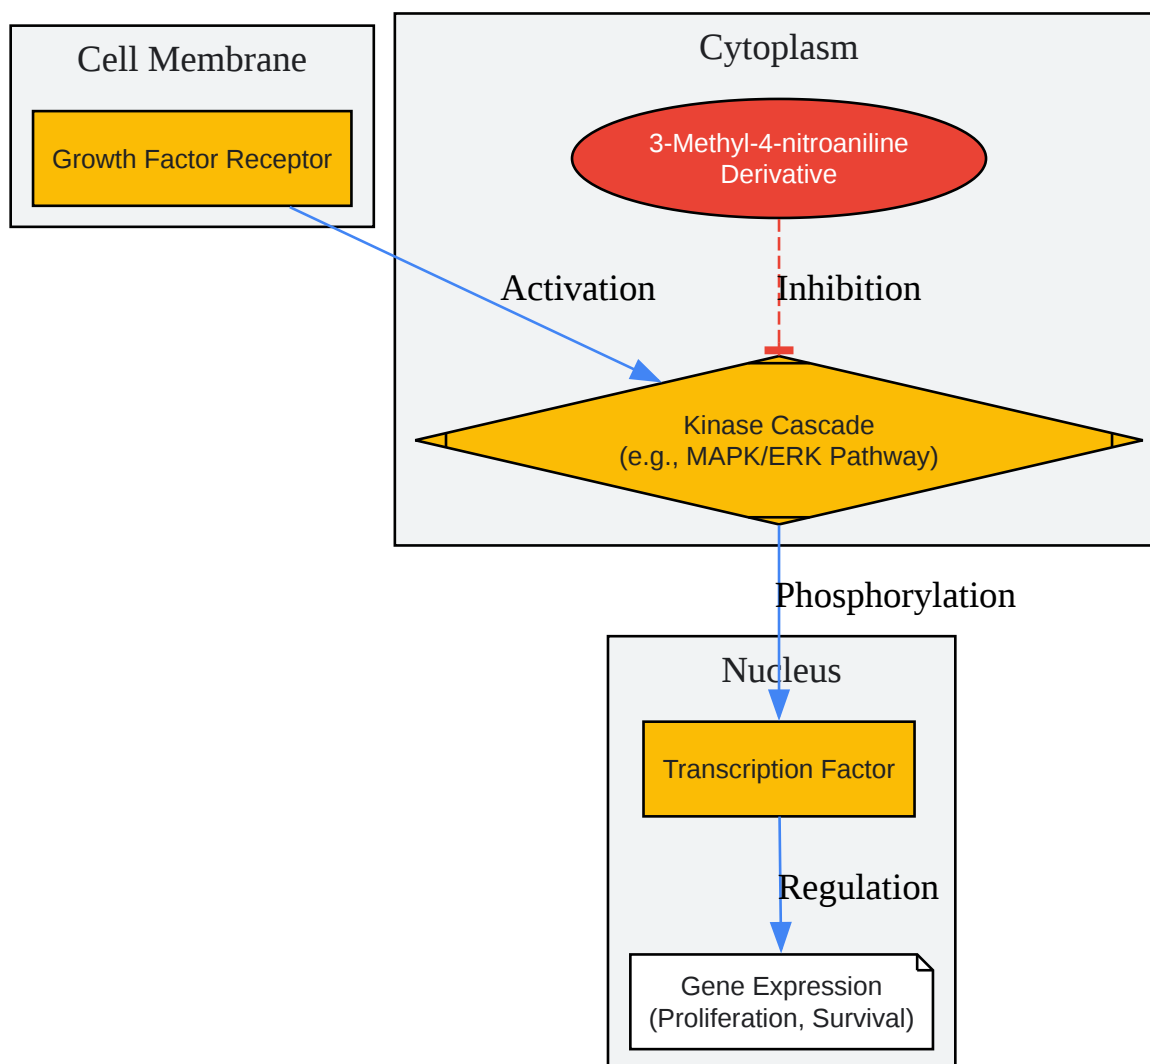 Cell Membrane
Growth Factor Receptor
Cytoplasm
3-Methyl-4-nitroaniline
Derivative
Activation
Inhibition
Kinase Cascade
(e.g., MAPK/ERK Pathway)
Phosphorylation
Nucleus
Transcription Factor
Regulation
Gene Expression
(Proliferation, Survival)